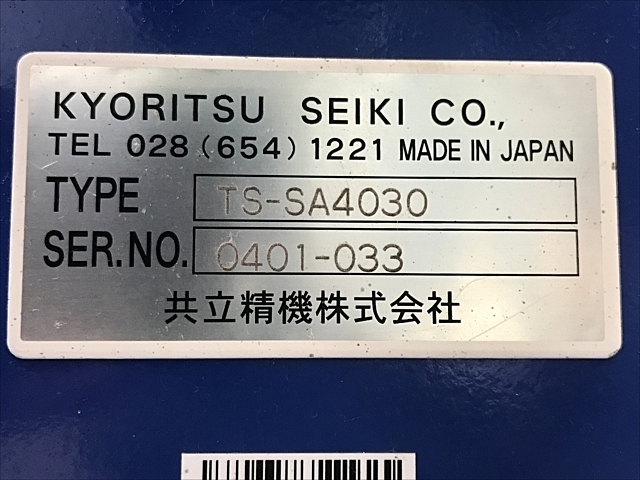 KYORITSU SEIKI CO.,
TEL 028 (654) 1221 MADE IN JAPAN
TYPE TS-SA4030
SER.NO. 0401-033
共立精機株式会社